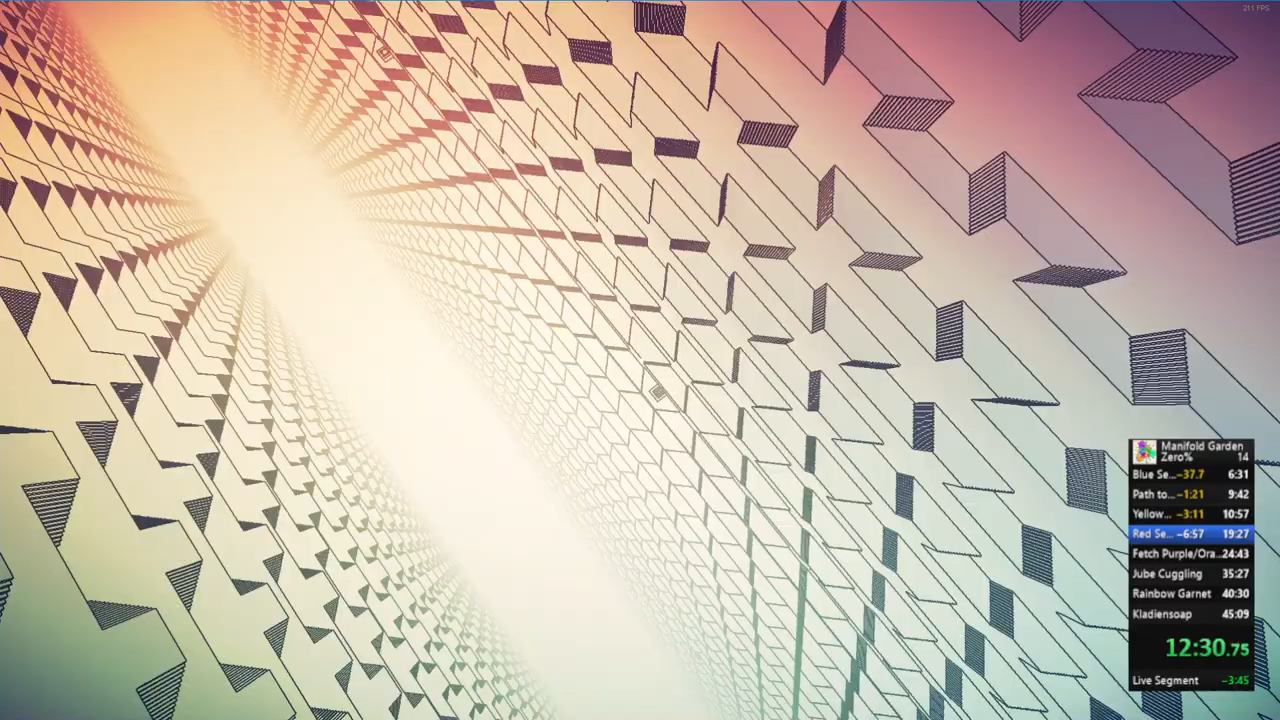 211 FPS
Manifold Garden
Zero% 14
Blue Se... −37.7 6:31
Path to... −1:21 9:42
Yellow... −3:11 10:57
Red Se... −6:57 19:27
Fetch Purple/Ora... 24:43
Jube Cuggling 35:27
Rainbow Garnet 40:30
Kladiensoap 45:09
12:30.75
Live Segment −3:45